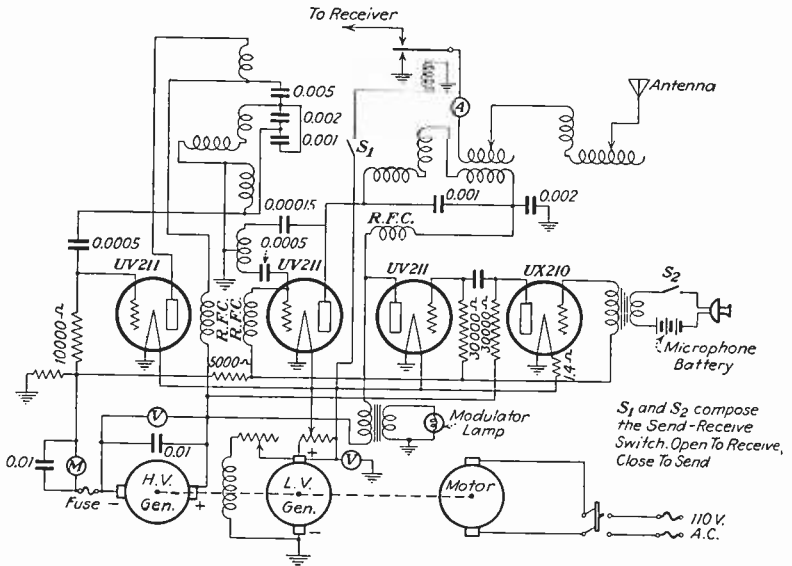 To Receiver
Antenna
A
0.005
0.002
0.001
S1
0.001
0.002
R.F.C.
0.00015
0.0005
0.0005
UV211
UV211
UV211
UX210
S2
10000Ω
R.F.C.
R.F.C.
5000Ω
30000Ω
30000Ω
1.4Ω
Microphone
Battery
V
0.01
0.01
M
Fuse
-
H.V.
Gen.
+
+
L.V.
Gen.
-
V
Modulator
Lamp
Motor
S1 and S2 compose
the Send-Receive
Switch. Open To Receive,
Close To Send
110 V.
A.C.